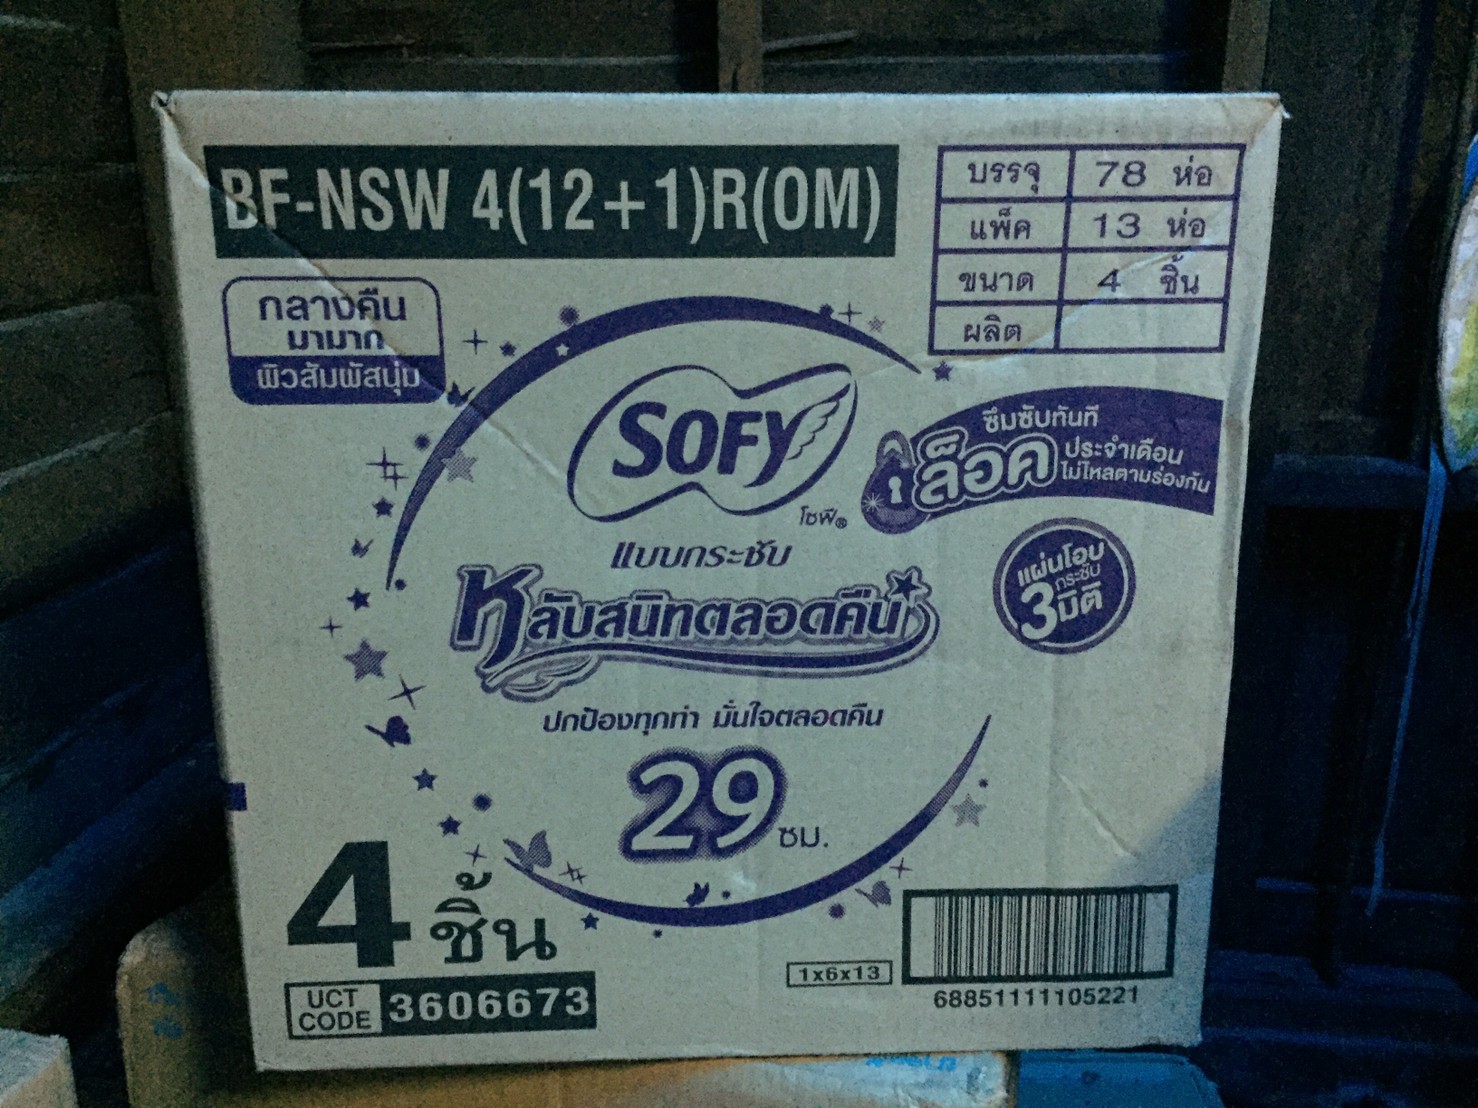 BF-NSW 4(12+1)R(OM)
บรรจุ 78 ห่อ
แพ็ค 13 ห่อ
ขนาด 4 ชิ้น
ผลิต
กลางคืน
มามาก
ผิวสัมผัสนุ่ม
SOFY
โซฟี®
ซึมซับทันที
ล็อค ประจำเดือน
ไม่ไหลตามร่องก้น
แบบกระชับ
หลับสนิทตลอดคืน
แผ่นโอบ
กระชับ
3 มิติ
ปกป้องทุกท่า มั่นใจตลอดคืน
29 ซม.
4 ชิ้น
UCT CODE 3606673
1x6x13
68851111105221